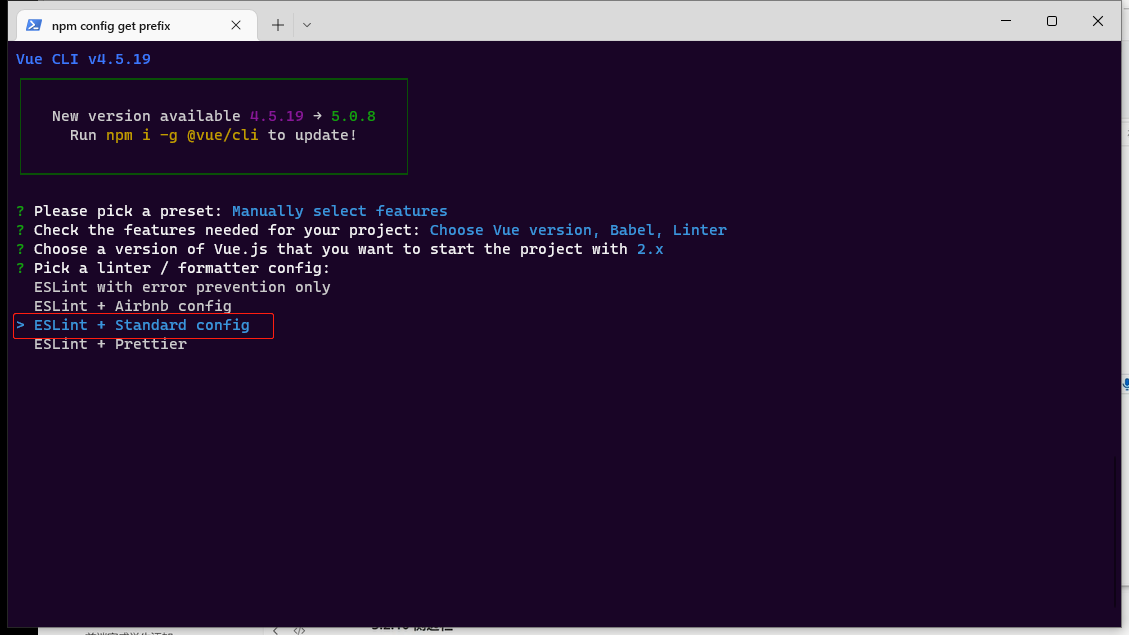 npm config get prefix
Vue CLI v4.5.19
New version available 4.5.19 → 5.0.8
Run npm i -g @vue/cli to update!
? Please pick a preset: Manually select features
? Check the features needed for your project: Choose Vue version, Babel, Linter
? Choose a version of Vue.js that you want to start the project with 2.x
? Pick a linter / formatter config:
ESLint with error prevention only
ESLint + Airbnb config
> ESLint + Standard config
ESLint + Prettier